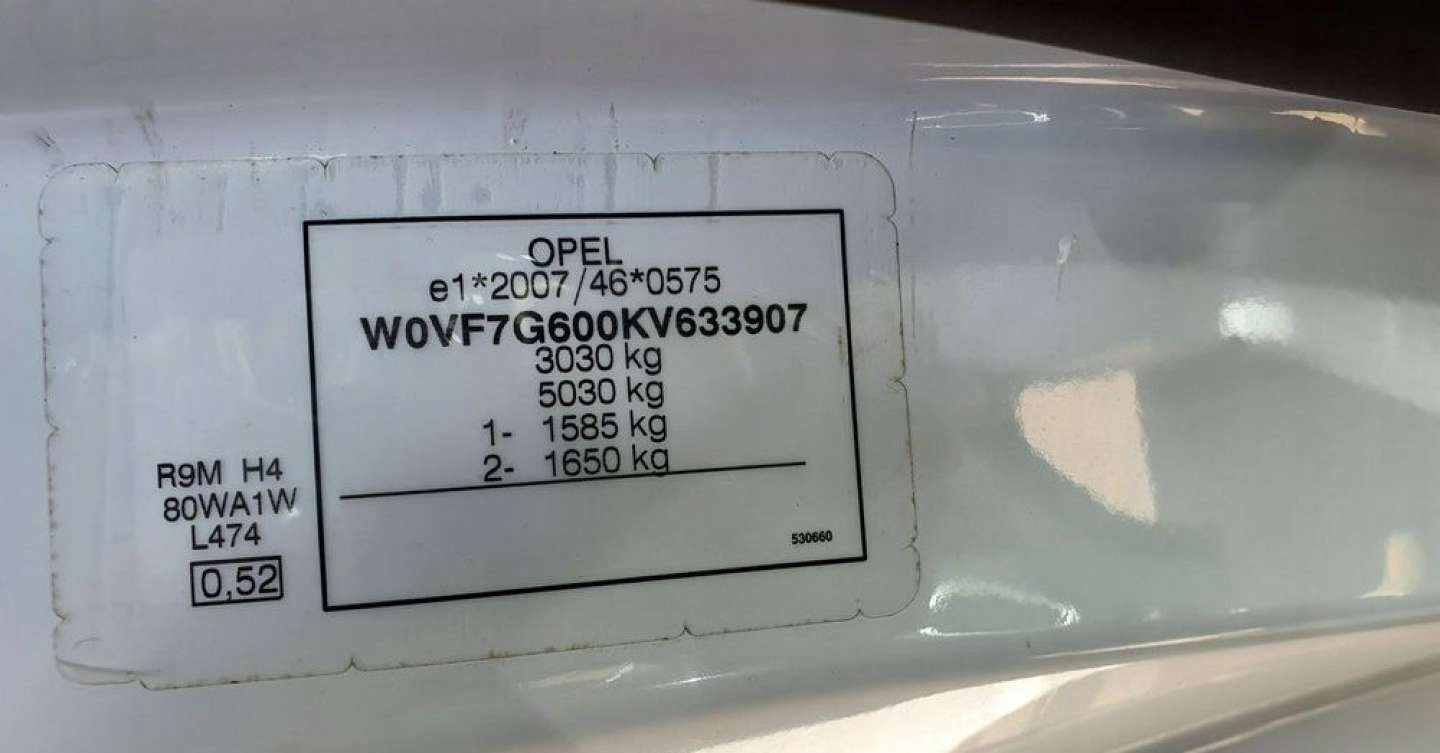 OPEL
e1*2007/46*0575
W0VF7G600KV633907
3030 kg
5030 kg
1- 1585 kg
2- 1650 kg
R9M H4
80WA1W
L474
0,52
530660